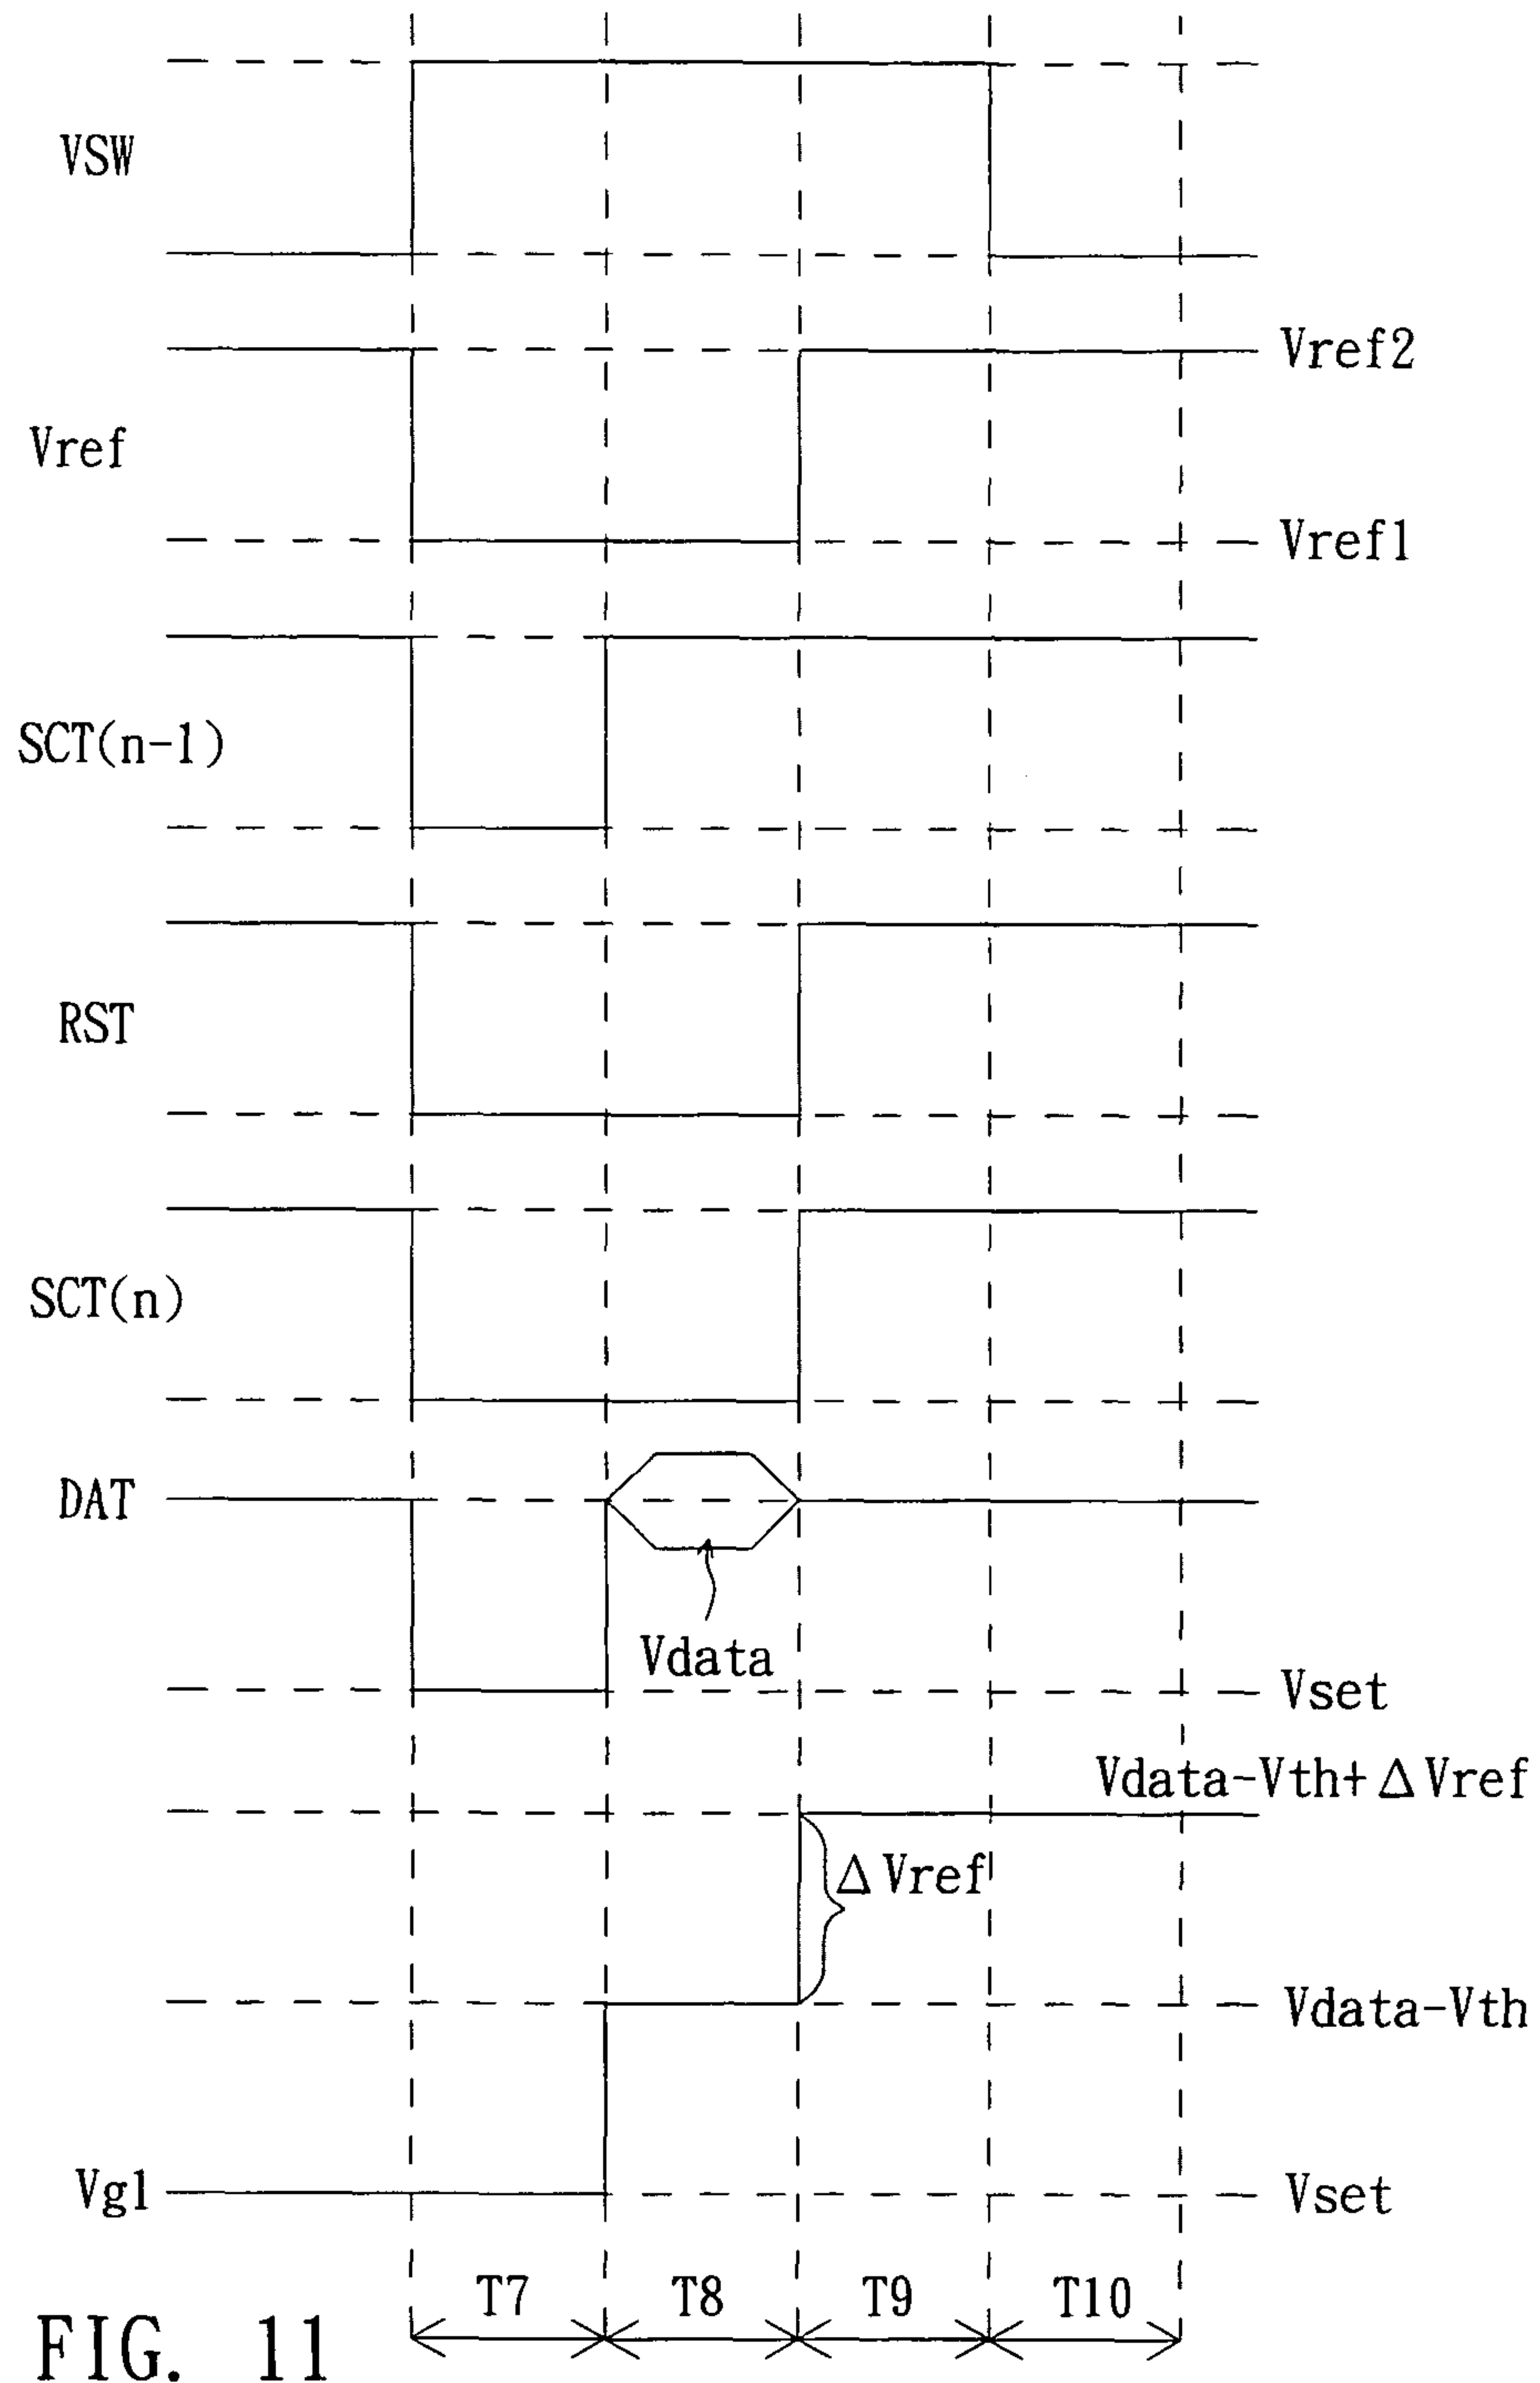 VSW
Vref2
Vref
Vref1
SCT(n-1)
RST
SCT(n)
DAT
Vdata
Vset
Vdata-Vth+ΔVref
ΔVref
Vdata-Vth
Vg1
Vset
T7 T8 T9 T10
FIG. 11